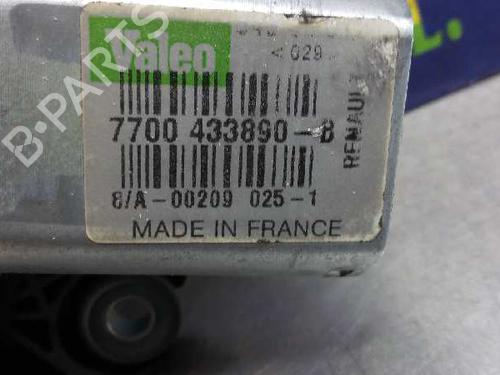 Valeo
< 029
7700 433890-B
RENAULT
8/A-00209 025-1
MADE IN FRANCE
B-PARTS